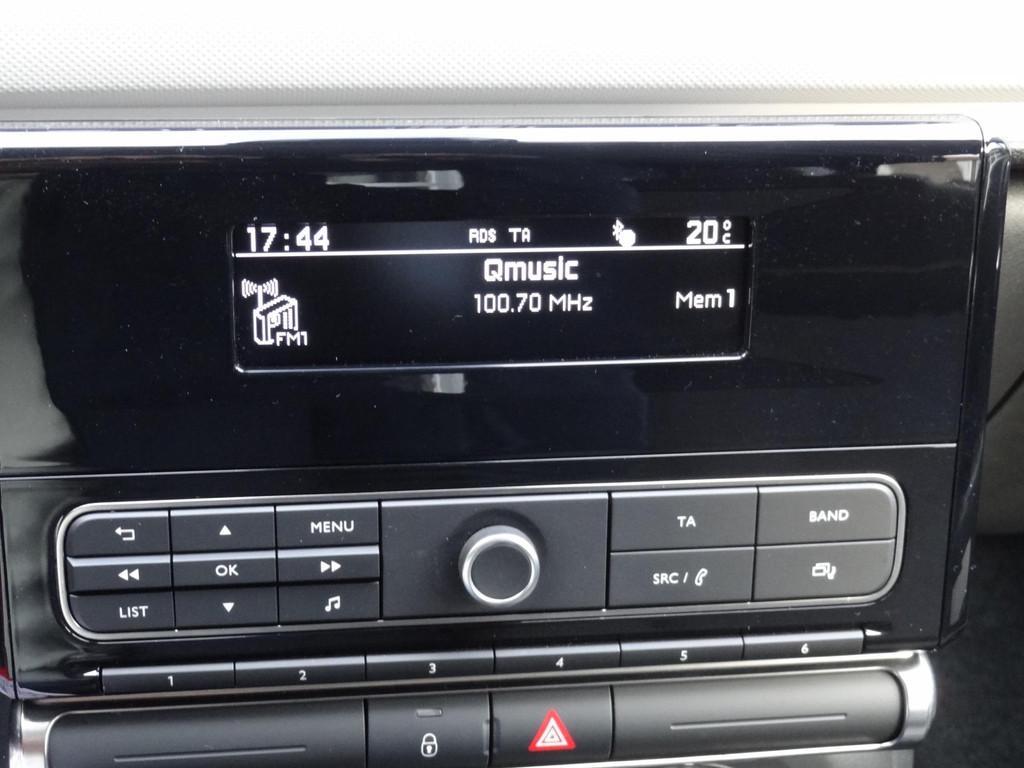 17:44 RDS TA 20°C
Qmusic
100.70 MHz Mem 1
FM1
MENU TA BAND
OK SRC /
LIST
1 2 3 4 5 6